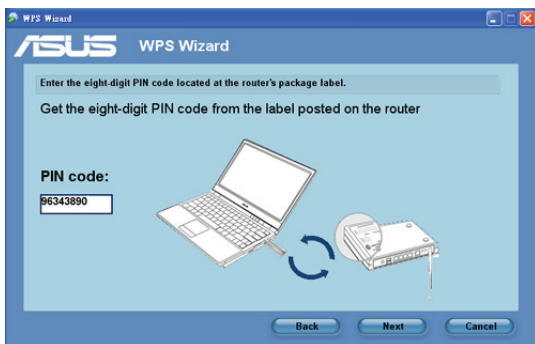 WPS Wizard
ASUS WPS Wizard
Enter the eight-digit PIN code located at the router's package label.
Get the eight-digit PIN code from the label posted on the router
PIN code:
96343890
Back Next Cancel